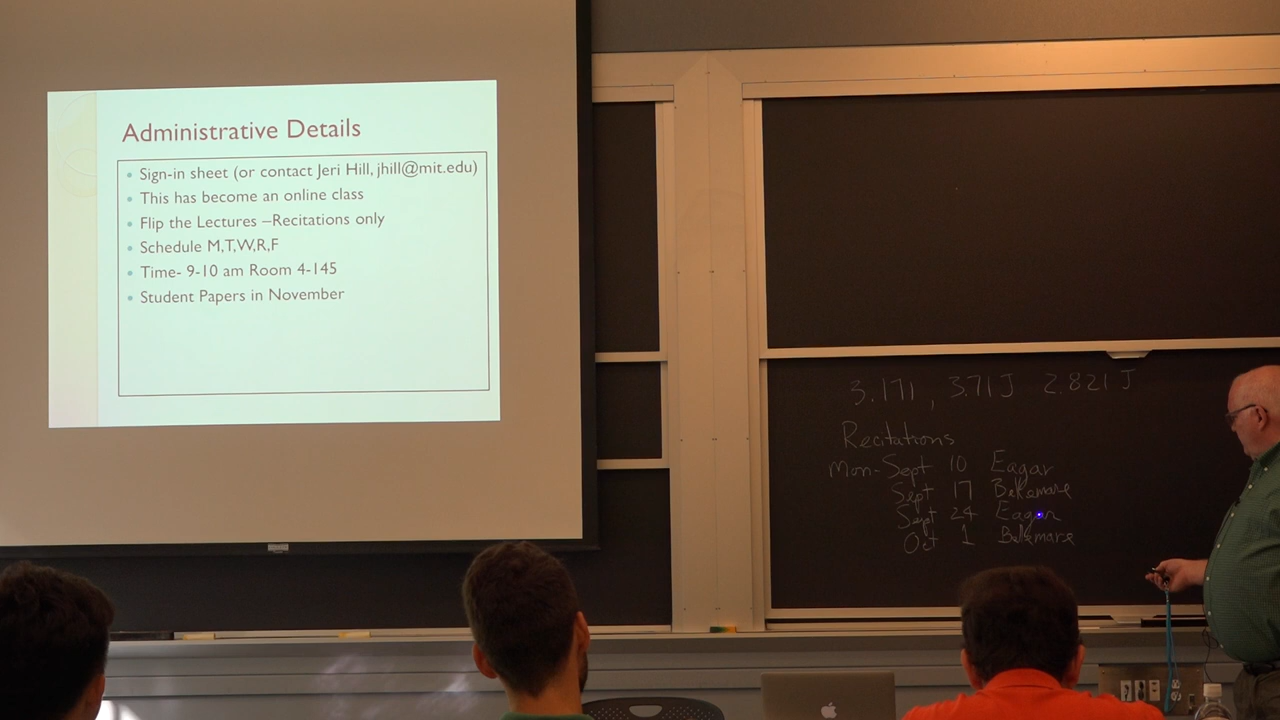 Administrative Details
• Sign-in sheet (or contact Jeri Hill, jhill@mit.edu)
• This has become an online class
• Flip the Lectures –Recitations only
• Schedule M,T,W,R,F
• Time- 9-10 am Room 4-145
• Student Papers in November
3.171, 3.71J 2.821J
Recitations
Mon-Sept 10 Eagar
Sept 17 Belkmare
Sept 24 Eagar
Oct 1 Belkmare